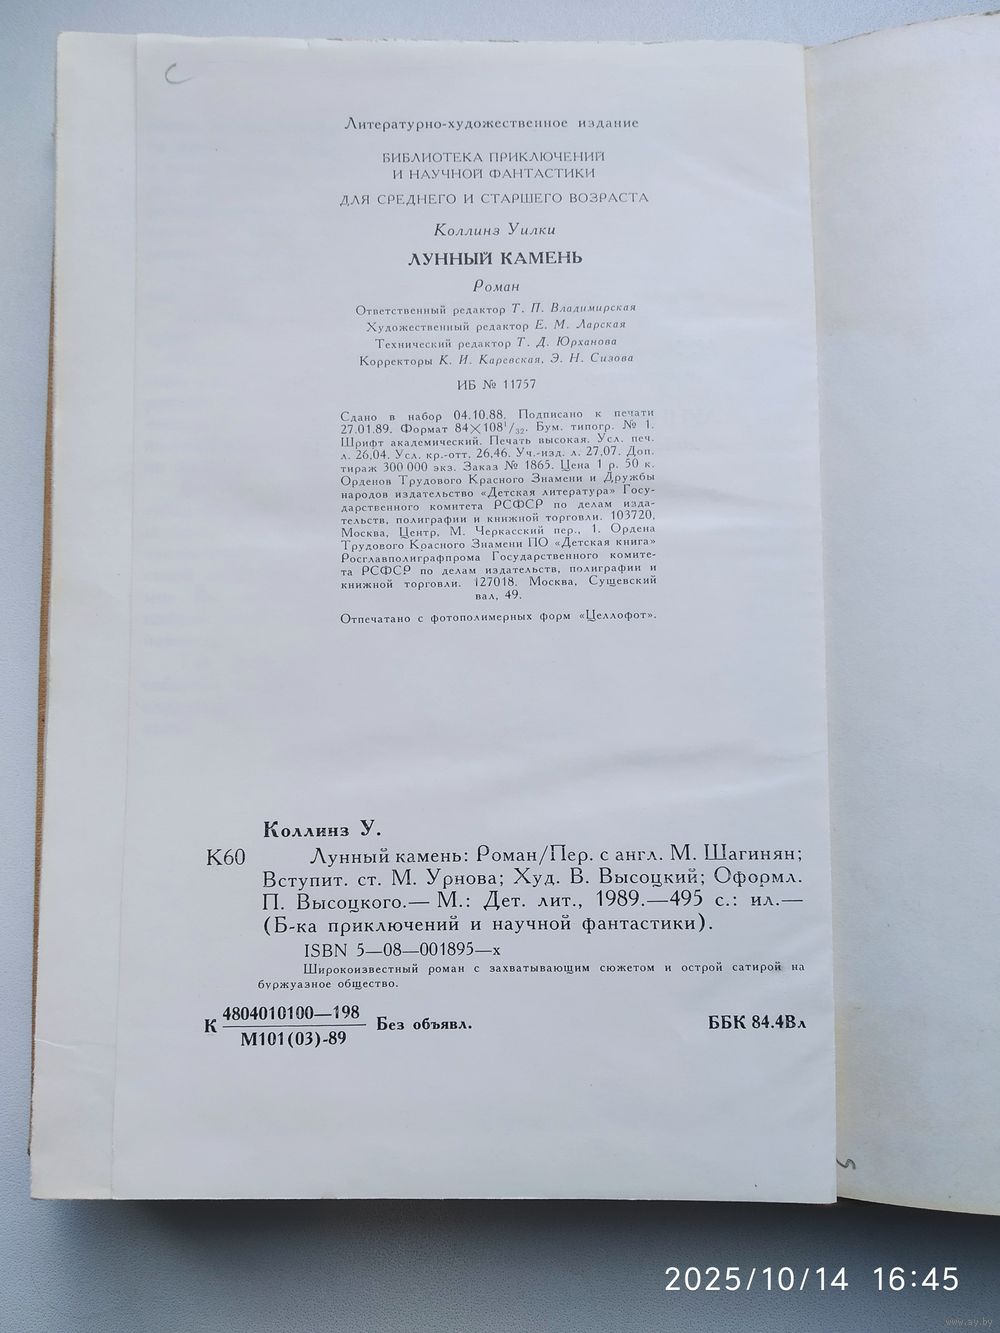 Литературно-художественное издание
БИБЛИОТЕКА ПРИКЛЮЧЕНИЙ
И НАУЧНОЙ ФАНТАСТИКИ
ДЛЯ СРЕДНЕГО И СТАРШЕГО ВОЗРАСТА
Коллинз Уилки
ЛУННЫЙ КАМЕНЬ
Роман
Ответственный редактор Т. П. Владимирская
Художественный редактор Е. М. Ларская
Технический редактор Т. Д. Юрханова
Корректоры К. И. Каревская, Э. Н. Сизова
ИБ № 11757
Сдано в набор 04.10.88. Подписано к печати
27.01.89. Формат 84×108¹/₃₂. Бум. типогр. № 1.
Шрифт академический. Печать высокая. Усл. печ.
л. 26,04. Усл. кр.-отт. 26,46. Уч.-изд. л. 27,07. Доп.
тираж 300 000 экз. Заказ № 1865. Цена 1 р. 50 к.
Орденов Трудового Красного Знамени и Дружбы
народов издательство «Детская литература» Госу-
дарственного комитета РСФСР по делам изда-
тельств, полиграфии и книжной торговли. 103720,
Москва, Центр, М. Черкасский пер., 1. Ордена
Трудового Красного Знамени ПО «Детская книга»
Росглавполиграфпрома Государственного комите-
та РСФСР по делам издательств, полиграфии и
книжной торговли. 127018. Москва, Сущевский
вал, 49.
Отпечатано с фотополимерных форм «Целлофот».
Коллинз У.
К60 Лунный камень: Роман/Пер. с англ. М. Шагинян;
Вступит. ст. М. Урнова; Худ. В. Высоцкий; Оформл.
П. Высоцкого.— М.: Дет. лит., 1989.—495 с.: ил.—
(Б-ка приключений и научной фантастики).
ISBN 5—08—001895—х
Широкоизвестный роман с захватывающим сюжетом и острой сатирой на
буржуазное общество.
К 4804010100—198 Без объявл. ББК 84.4Вл
М101(03)-89
2025/10/14 16:45
www.ay.by